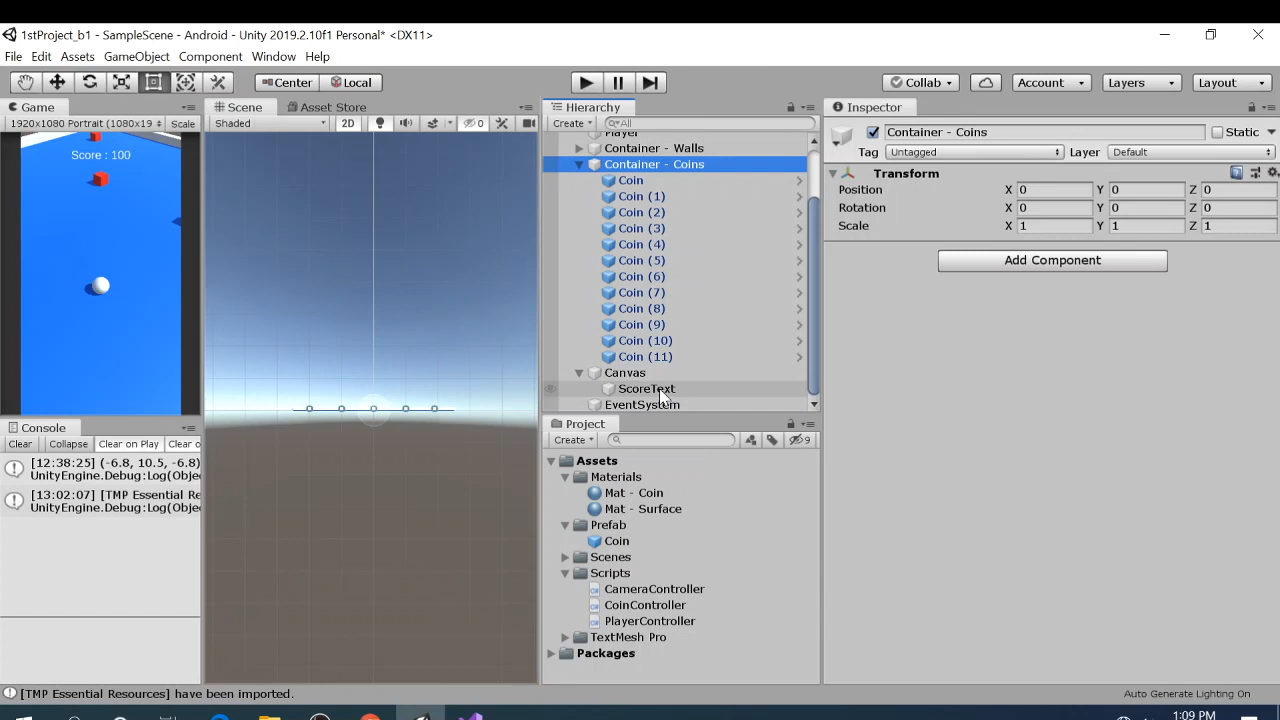 1stProject_b1 - SampleScene - Android - Unity 2019.2.10f1 Personal* <DX11>
File Edit Assets GameObject Component Window Help
Center Local Collab Account Layers Layout
Game
1920x1080 Portrait (1080x19 Scale
Score : 100
Scene Asset Store
Shaded 2D 0
Hierarchy
Create All
Player
Container - Walls
Container - Coins
Coin
Coin (1)
Coin (2)
Coin (3)
Coin (4)
Coin (5)
Coin (6)
Coin (7)
Coin (8)
Coin (9)
Coin (10)
Coin (11)
Canvas
ScoreText
EventSystem
Inspector
Container - Coins Static
Tag Untagged Layer Default
Transform
Position X 0 Y 0 Z 0
Rotation X 0 Y 0 Z 0
Scale X 1 Y 1 Z 1
Add Component
Console
Clear Collapse Clear on Play Clear o
[12:38:25] (-6.8, 10.5, -6.8)
UnityEngine.Debug:Log(Obje
[13:02:07] [TMP Essential Re
UnityEngine.Debug:Log(Obje
Project
Create 9
Assets
Materials
Mat - Coin
Mat - Surface
Prefab
Coin
Scenes
Scripts
CameraController
CoinController
PlayerController
TextMesh Pro
Packages
[TMP Essential Resources] have been imported.
Auto Generate Lighting On
1:09 PM